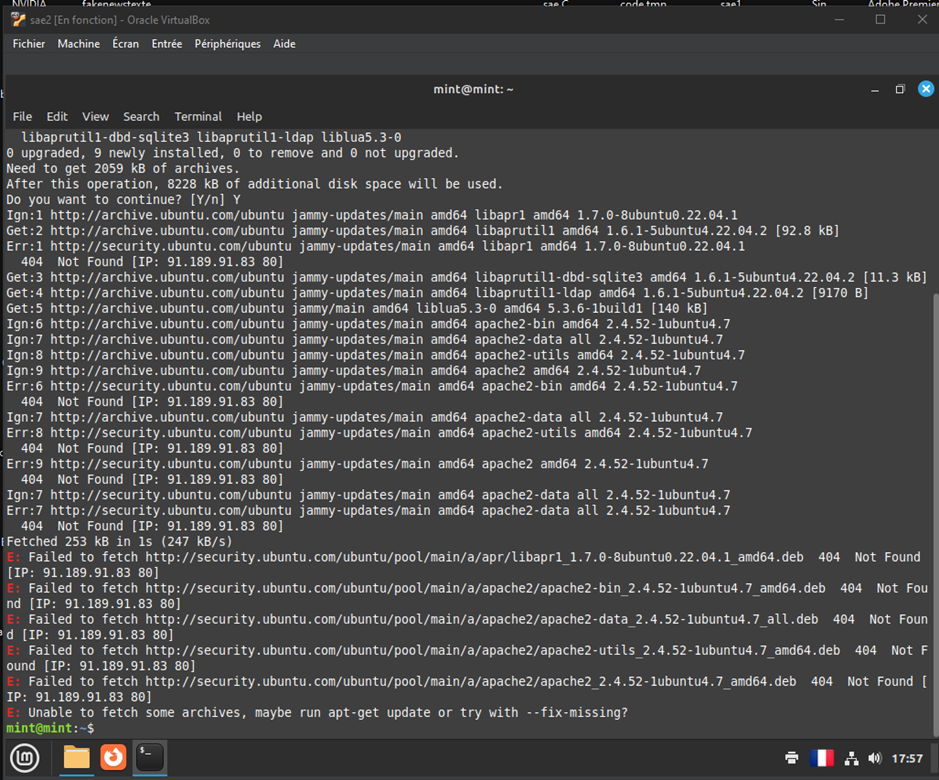 NVIDIA fakenewstexte sae C code tmp sae1 Sin Adobe Premier
sae2 [En fonction] - Oracle VirtualBox
Fichier Machine Écran Entrée Périphériques Aide
mint@mint: ~
File Edit View Search Terminal Help
libaprutil1-dbd-sqlite3 libaprutil1-ldap liblua5.3-0
0 upgraded, 9 newly installed, 0 to remove and 0 not upgraded.
Need to get 2059 kB of archives.
After this operation, 8228 kB of additional disk space will be used.
Do you want to continue? [Y/n] Y
Ign:1 http://archive.ubuntu.com/ubuntu jammy-updates/main amd64 libapr1 amd64 1.7.0-8ubuntu0.22.04.1
Get:2 http://archive.ubuntu.com/ubuntu jammy-updates/main amd64 libaprutil1 amd64 1.6.1-5ubuntu4.22.04.2 [92.8 kB]
Err:1 http://security.ubuntu.com/ubuntu jammy-updates/main amd64 libapr1 amd64 1.7.0-8ubuntu0.22.04.1
404 Not Found [IP: 91.189.91.83 80]
Get:3 http://archive.ubuntu.com/ubuntu jammy-updates/main amd64 libaprutil1-dbd-sqlite3 amd64 1.6.1-5ubuntu4.22.04.2 [11.3 kB]
Get:4 http://archive.ubuntu.com/ubuntu jammy-updates/main amd64 libaprutil1-ldap amd64 1.6.1-5ubuntu4.22.04.2 [9170 B]
Get:5 http://archive.ubuntu.com/ubuntu jammy/main amd64 liblua5.3-0 amd64 5.3.6-1build1 [140 kB]
Ign:6 http://archive.ubuntu.com/ubuntu jammy-updates/main amd64 apache2-bin amd64 2.4.52-1ubuntu4.7
Ign:7 http://archive.ubuntu.com/ubuntu jammy-updates/main amd64 apache2-data all 2.4.52-1ubuntu4.7
Ign:8 http://archive.ubuntu.com/ubuntu jammy-updates/main amd64 apache2-utils amd64 2.4.52-1ubuntu4.7
Ign:9 http://archive.ubuntu.com/ubuntu jammy-updates/main amd64 apache2 amd64 2.4.52-1ubuntu4.7
Err:6 http://security.ubuntu.com/ubuntu jammy-updates/main amd64 apache2-bin amd64 2.4.52-1ubuntu4.7
404 Not Found [IP: 91.189.91.83 80]
Ign:7 http://archive.ubuntu.com/ubuntu jammy-updates/main amd64 apache2-data all 2.4.52-1ubuntu4.7
Err:8 http://security.ubuntu.com/ubuntu jammy-updates/main amd64 apache2-utils amd64 2.4.52-1ubuntu4.7
404 Not Found [IP: 91.189.91.83 80]
Err:9 http://security.ubuntu.com/ubuntu jammy-updates/main amd64 apache2 amd64 2.4.52-1ubuntu4.7
404 Not Found [IP: 91.189.91.83 80]
Ign:7 http://security.ubuntu.com/ubuntu jammy-updates/main amd64 apache2-data all 2.4.52-1ubuntu4.7
Err:7 http://security.ubuntu.com/ubuntu jammy-updates/main amd64 apache2-data all 2.4.52-1ubuntu4.7
404 Not Found [IP: 91.189.91.83 80]
Fetched 253 kB in 1s (247 kB/s)
E: Failed to fetch http://security.ubuntu.com/ubuntu/pool/main/a/apr/libapr1_1.7.0-8ubuntu0.22.04.1_amd64.deb 404 Not Found
[IP: 91.189.91.83 80]
E: Failed to fetch http://security.ubuntu.com/ubuntu/pool/main/a/apache2/apache2-bin_2.4.52-1ubuntu4.7_amd64.deb 404 Not Fou
nd [IP: 91.189.91.83 80]
E: Failed to fetch http://security.ubuntu.com/ubuntu/pool/main/a/apache2/apache2-data_2.4.52-1ubuntu4.7_all.deb 404 Not Foun
d [IP: 91.189.91.83 80]
E: Failed to fetch http://security.ubuntu.com/ubuntu/pool/main/a/apache2/apache2-utils_2.4.52-1ubuntu4.7_amd64.deb 404 Not F
ound [IP: 91.189.91.83 80]
E: Failed to fetch http://security.ubuntu.com/ubuntu/pool/main/a/apache2/apache2_2.4.52-1ubuntu4.7_amd64.deb 404 Not Found [
IP: 91.189.91.83 80]
E: Unable to fetch some archives, maybe run apt-get update or try with --fix-missing?
mint@mint:~$
17:57